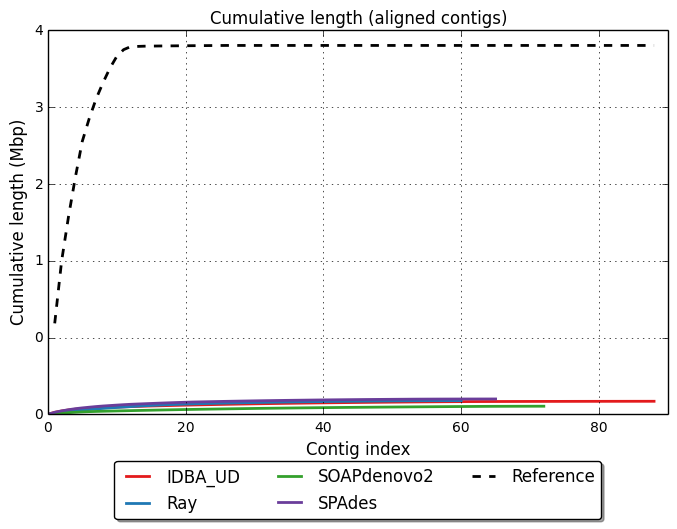 Cumulative length (aligned contigs)
Cumulative length (Mbp)
4
3
2
1
0
0
0 20 40 60 80
Contig index
IDBA_UD SOAPdenovo2 Reference
Ray SPAdes